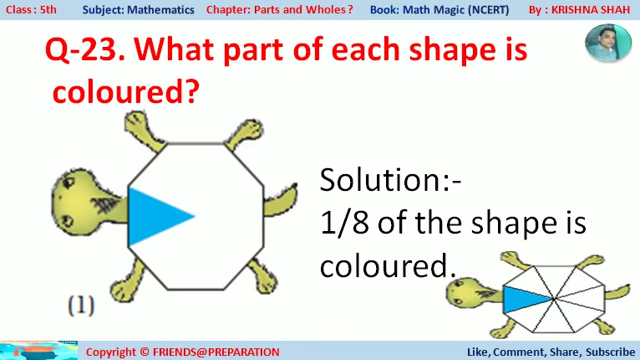 Class : 5th Subject: Mathematics Chapter: Parts and Wholes ? Book: Math Magic (NCERT) By : KRISHNA SHAH
Q-23. What part of each shape is
coloured?
Solution:-
1/8 of the shape is
coloured.
(1)
Copyright © FRIENDS@PREPARATION Like, Comment, Share, Subscribe